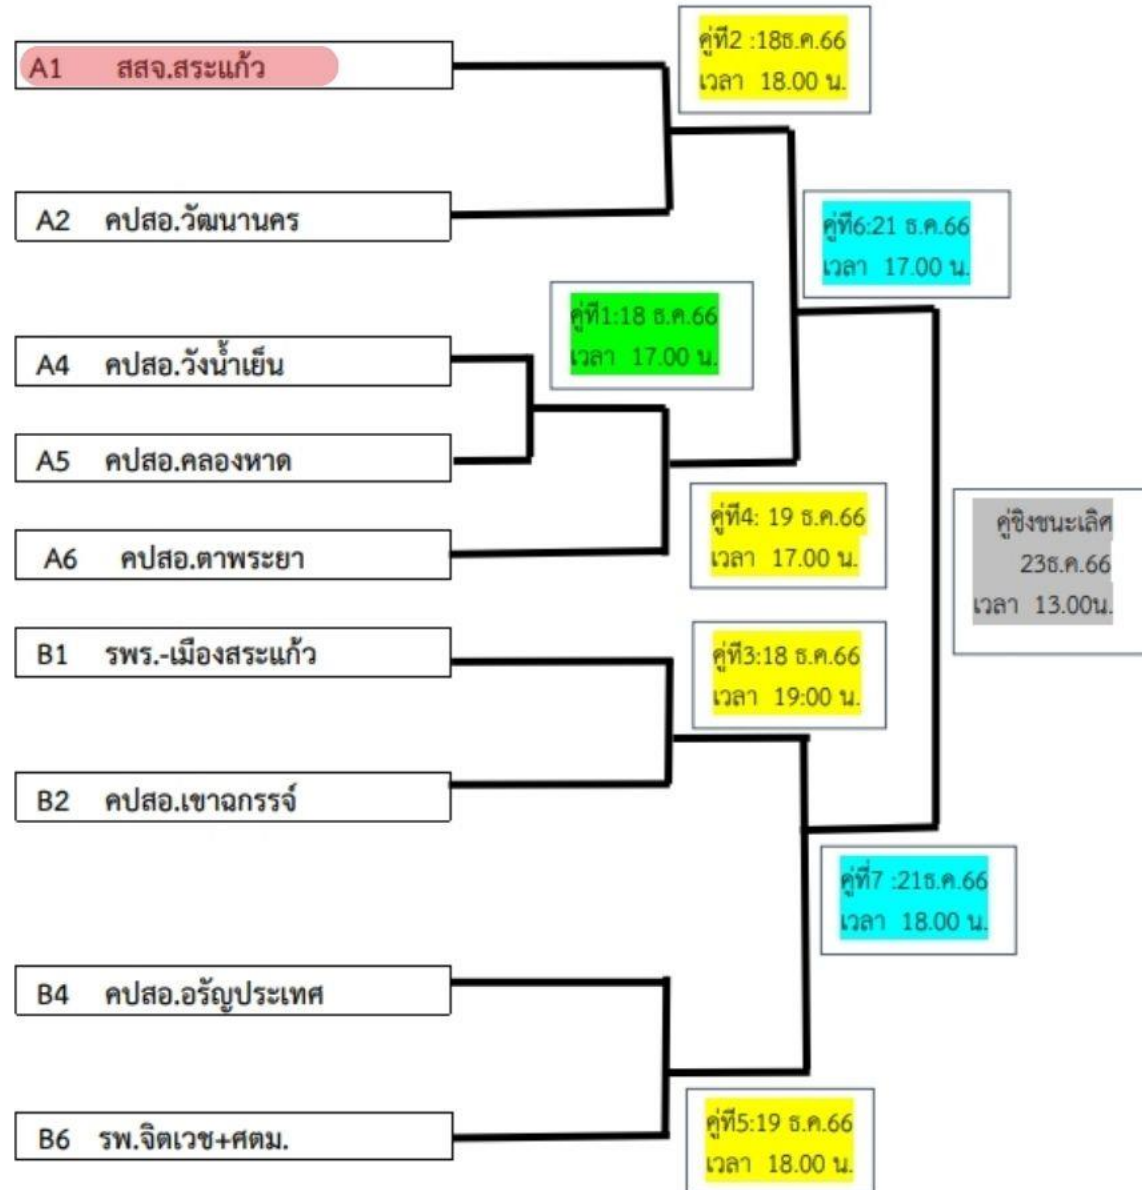 คู่ที่2 :18ธ.ค.66
เวลา 18.00 น.
A1 สสจ.สระแก้ว
A2 คปสอ.วัฒนานคร
คู่ที่6:21 ธ.ค.66
เวลา 17.00 น.
คู่ที่1:18 ธ.ค.66
เวลา 17.00 น.
A4 คปสอ.วังน้ำเย็น
A5 คปสอ.คลองหาด
คู่ที่4: 19 ธ.ค.66
เวลา 17.00 น.
A6 คปสอ.ตาพระยา
คู่ชิงชนะเลิศ
23ธ.ค.66
เวลา 13.00น.
B1 รพร.-เมืองสระแก้ว
คู่ที่3:18 ธ.ค.66
เวลา 19:00 น.
B2 คปสอ.เขาฉกรรจ์
คู่ที่7 :21ธ.ค.66
เวลา 18.00 น.
B4 คปสอ.อรัญประเทศ
B6 รพ.จิตเวช+ศตม.
คู่ที่5:19 ธ.ค.66
เวลา 18.00 น.